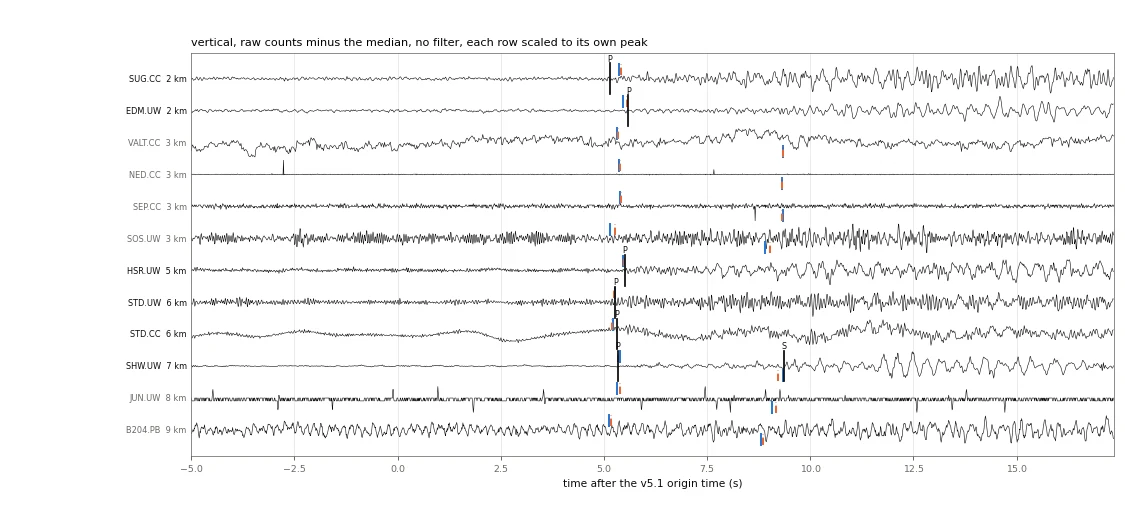 vertical, raw counts minus the median, no filter, each row scaled to its own peak
P
SUG.CC 2 km
P
EDM.UW 2 km
VALT.CC 3 km
NED.CC 3 km
SEP.CC 3 km
SOS.UW 3 km
P
HSR.UW 5 km
P
STD.UW 6 km
P
STD.CC 6 km
P
S
SHW.UW 7 km
JUN.UW 8 km
B204.PB 9 km
−5.0 −2.5 0.0 2.5 5.0 7.5 10.0 12.5 15.0
time after the v5.1 origin time (s)